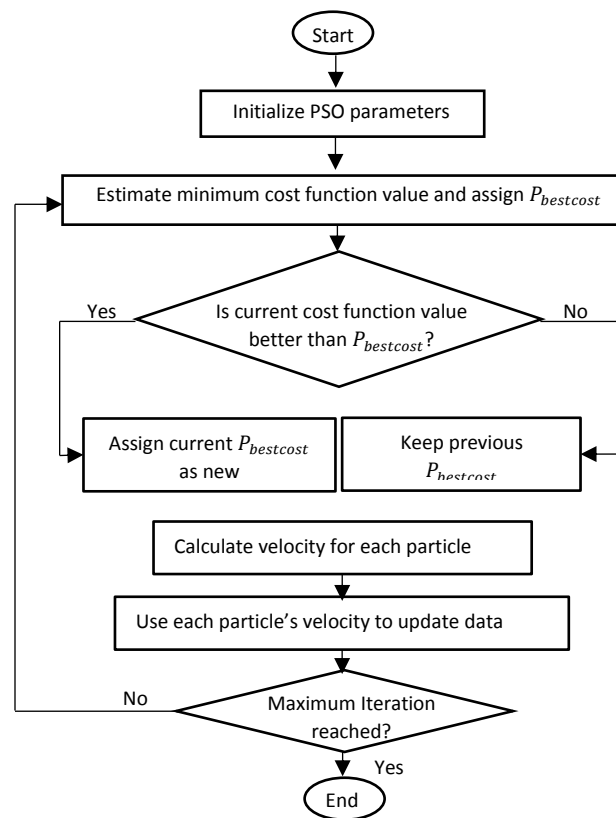 Start
Initialize PSO parameters
Estimate minimum cost function value and assign P_bestcost
Yes
Is current cost function value
better than P_bestcost?
No
Assign current P_bestcost
as new
Keep previous
P_bestcost
Calculate velocity for each particle
Use each particle's velocity to update data
No
Maximum Iteration
reached?
Yes
End